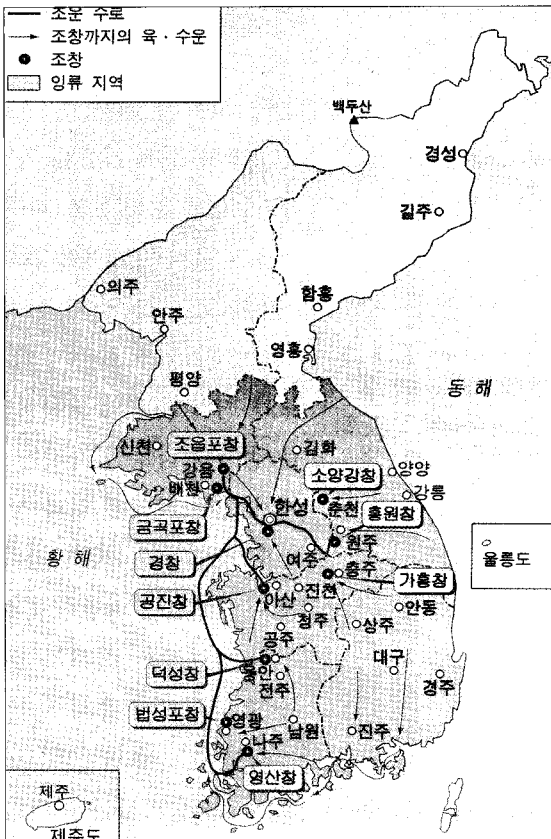 조운 수로
조창까지의 육·수운
조창
잉류 지역
백두산
경성
길주
의주
함흥
안주
영흥
평양
동해
신천
조읍포창
김화
강음
소양강창
양양
배천
강릉
한성
춘천
흥원창
금곡포창
원주
울릉도
황해
경창
여주
충주
가흥창
공진창
아산
진천
청주
안동
상주
공주
덕성창
대구
전주
경주
법성포창
영광
남원
나주
진주
영산창
제주
제주도